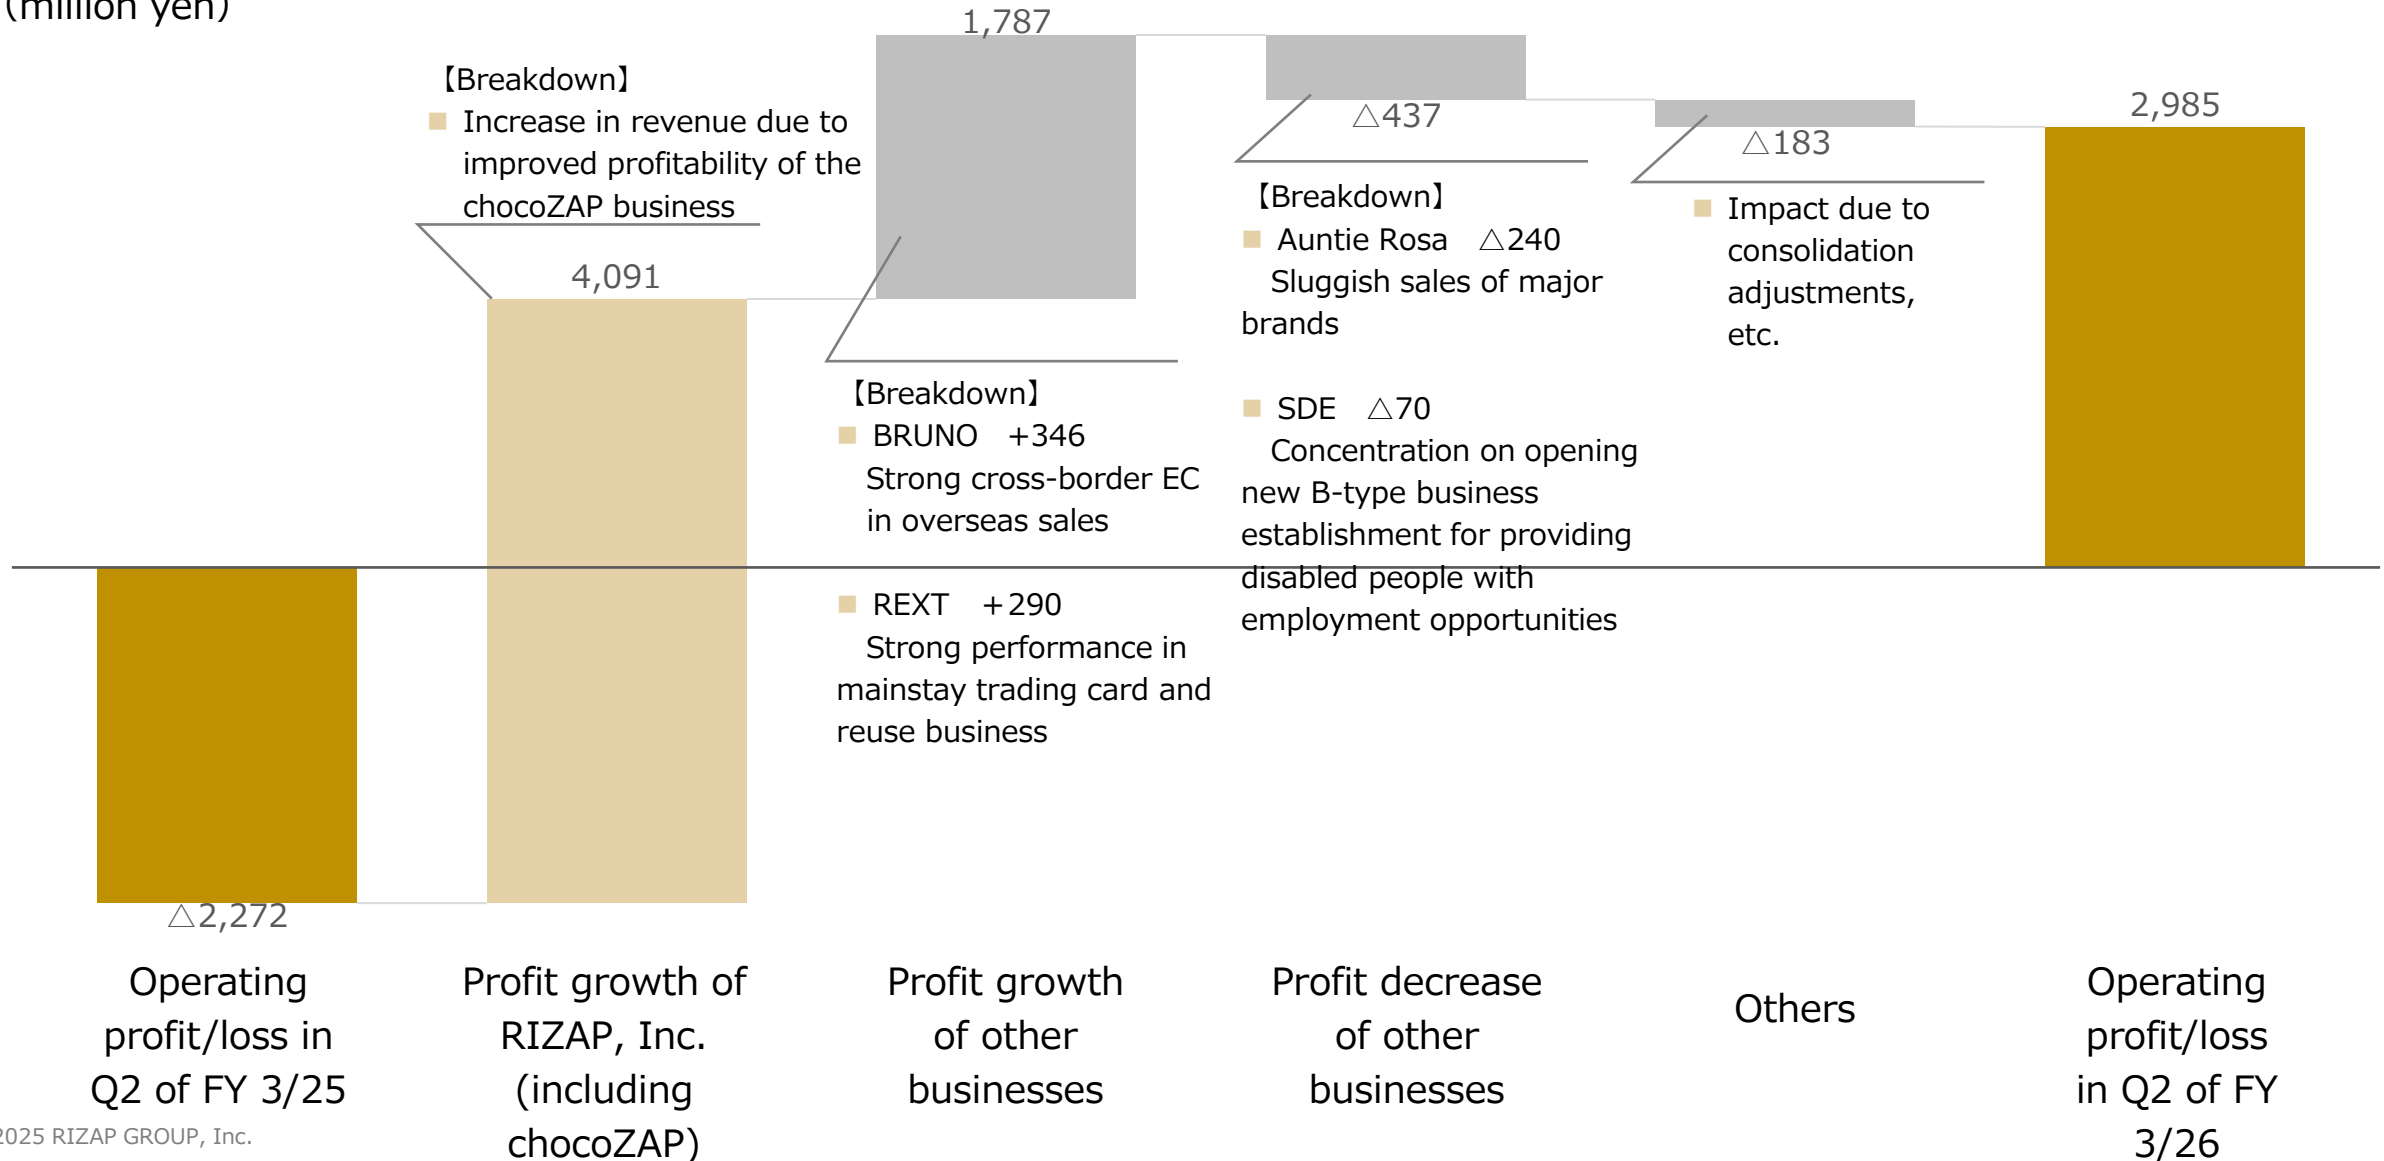 (million yen)
【Breakdown】
■ Increase in revenue due to
improved profitability of the
chocoZAP business
4,091
1,787
【Breakdown】
■ BRUNO +346
Strong cross-border EC
in overseas sales
■ REXT +290
Strong performance in
mainstay trading card and
reuse business
△437
【Breakdown】
■ Auntie Rosa △240
Sluggish sales of major
brands
■ SDE △70
Concentration on opening
new B-type business
establishment for providing
disabled people with
employment opportunities
△183
■ Impact due to
consolidation
adjustments,
etc.
2,985
△2,272
Operating
profit/loss in
Q2 of FY 3/25
Profit growth of
RIZAP, Inc.
(including
chocoZAP)
Profit growth
of other
businesses
Profit decrease
of other
businesses
Others
Operating
profit/loss
in Q2 of FY
3/26
2025 RIZAP GROUP, Inc.